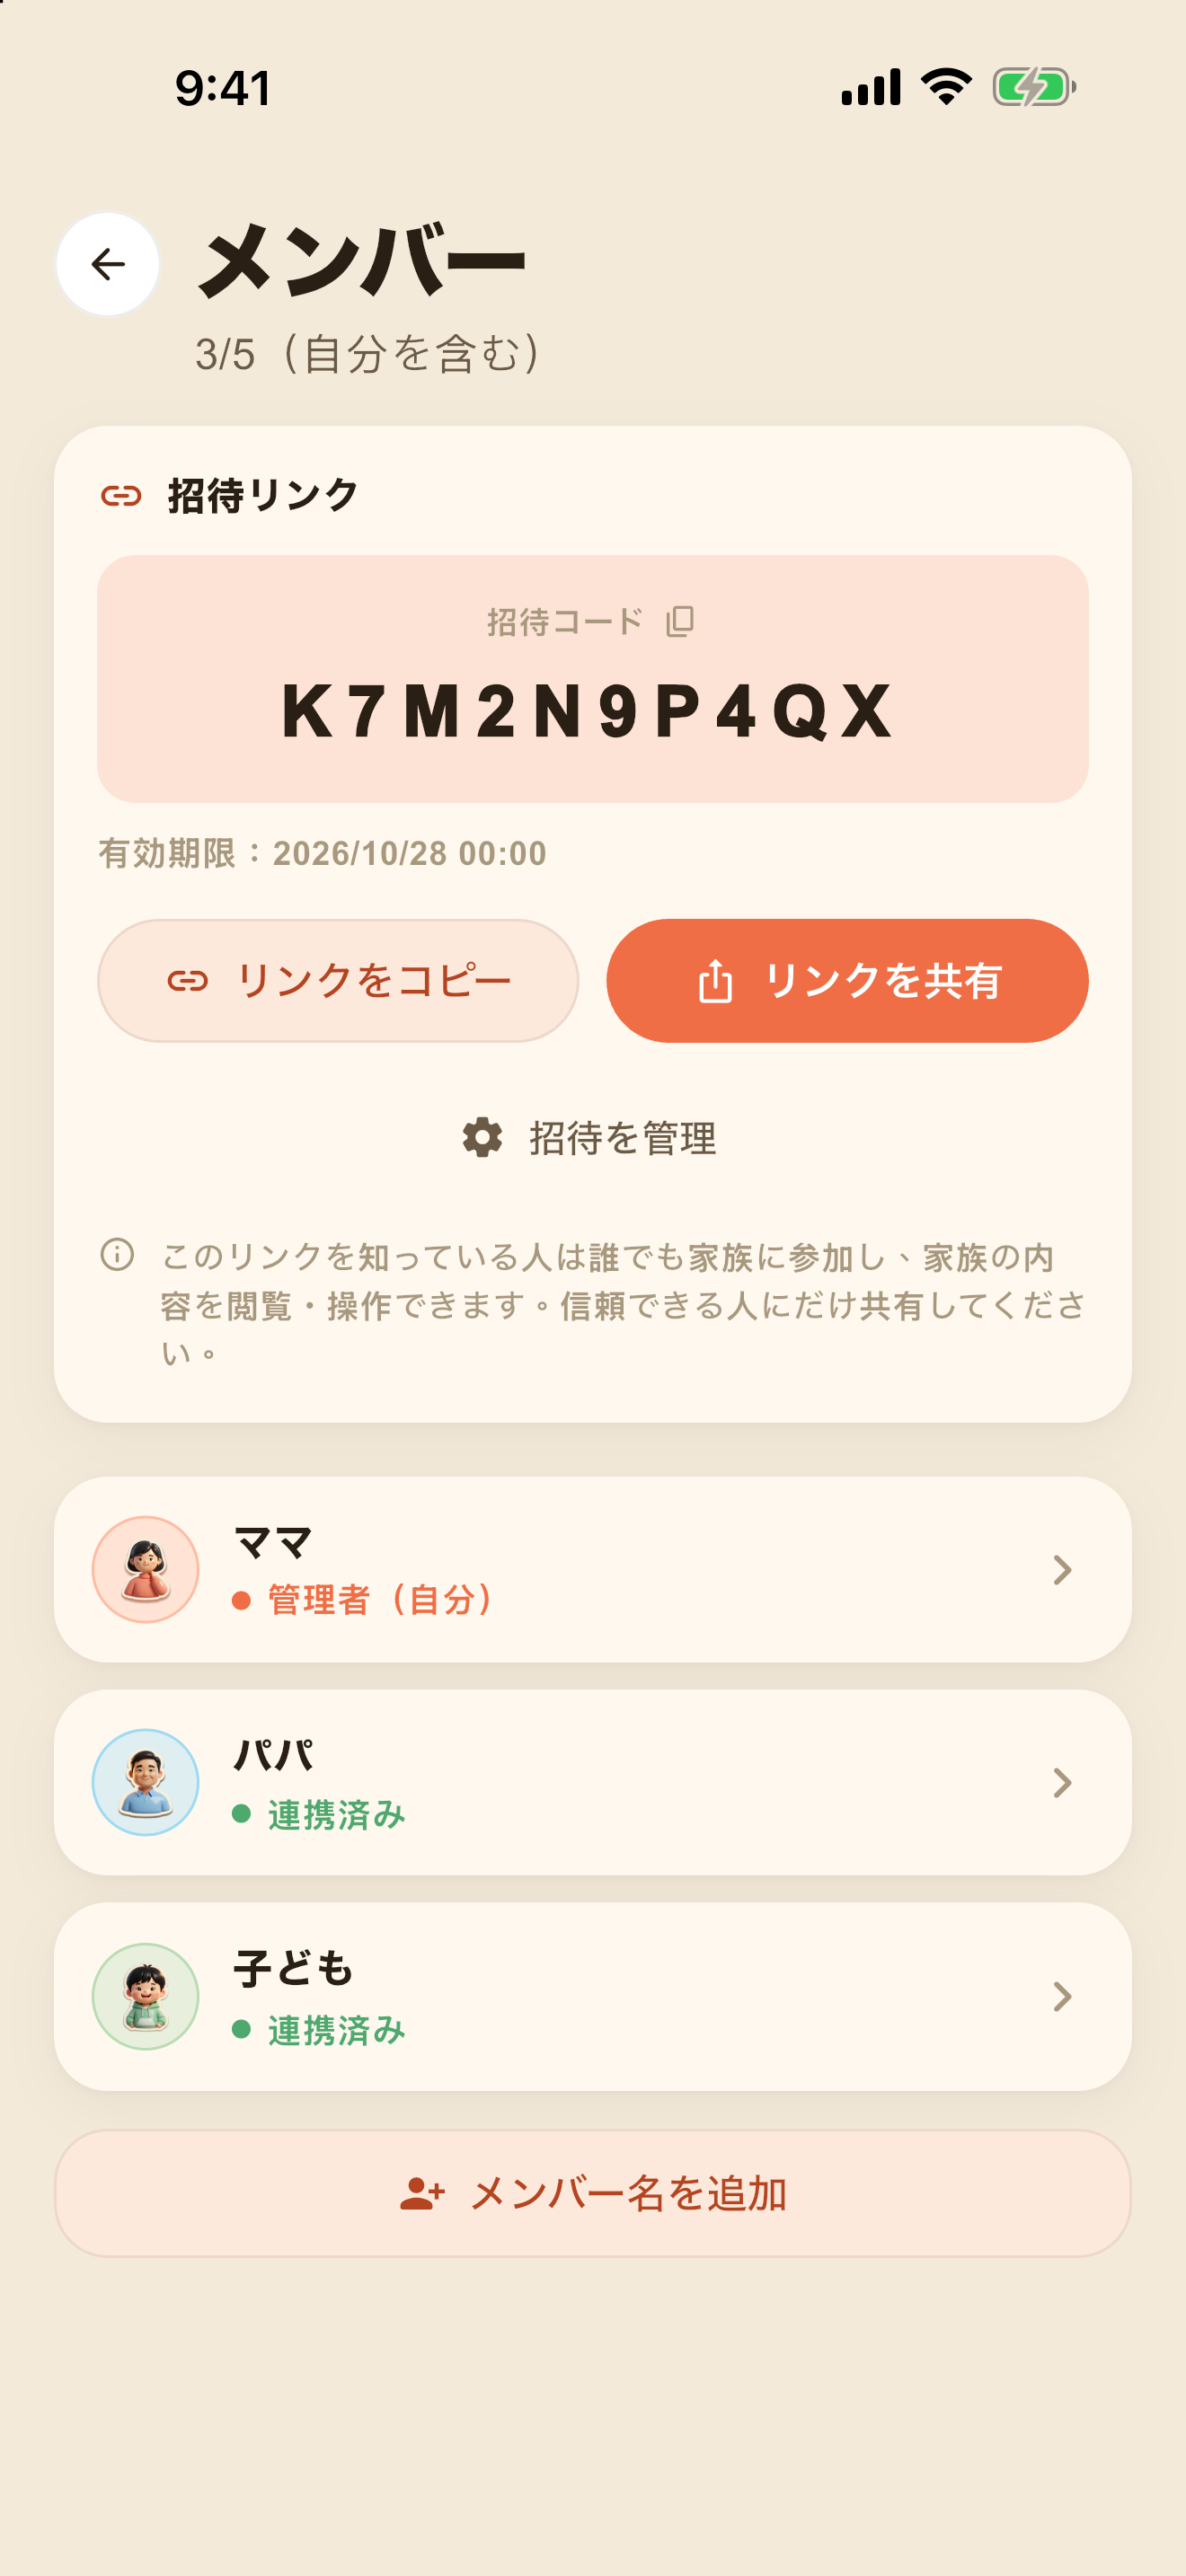 9:41
メンバー
3/5（自分を含む）
招待リンク
招待コード
K7M2N9P4QX
有効期限：2026/10/28 00:00
リンクをコピー
リンクを共有
招待を管理
このリンクを知っている人は誰でも家族に参加し、家族の内
容を閲覧・操作できます。信頼できる人にだけ共有してくださ
い。
ママ
管理者（自分）
パパ
連携済み
子ども
連携済み
メンバー名を追加